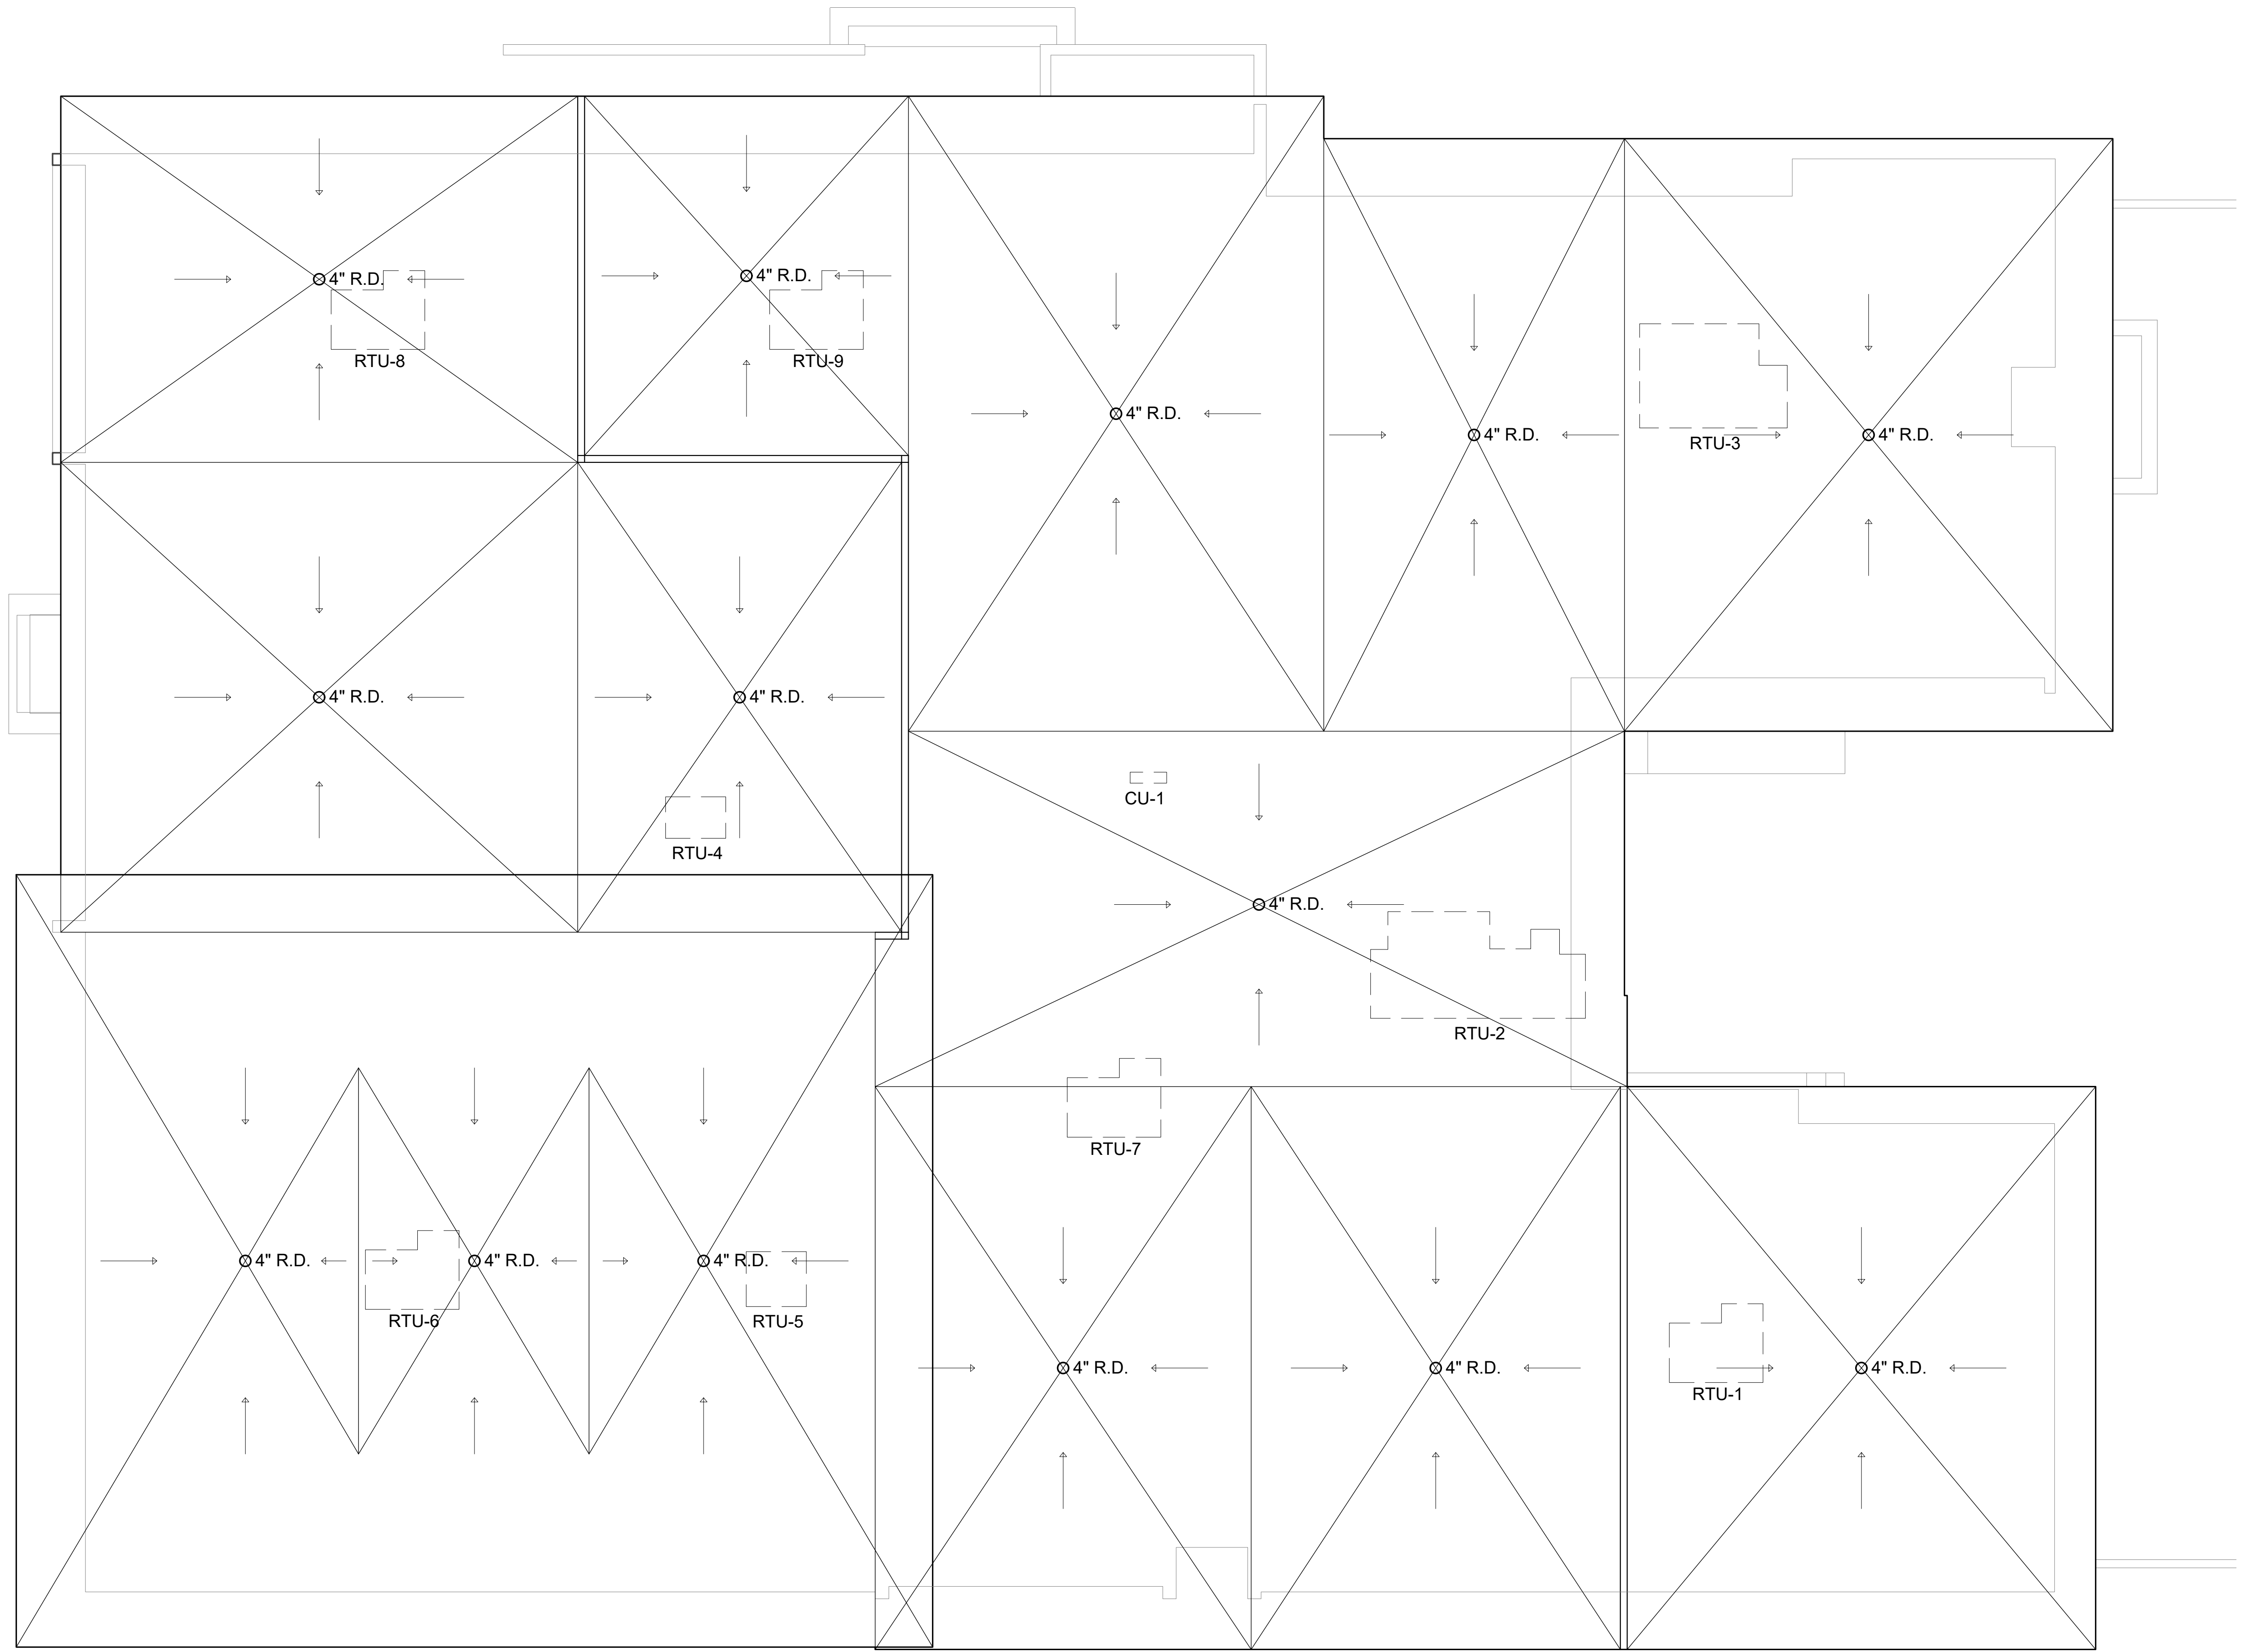 4" R.D.
4" R.D.
RTU-8
RTU-9
4" R.D.
4" R.D.
4" R.D.
RTU-3
4" R.D.
4" R.D.
RTU-4
CU-1
4" R.D.
RTU-2
RTU-7
4" R.D.
4" R.D.
4" R.D.
RTU-6
RTU-5
4" R.D.
4" R.D.
4" R.D.
RTU-1